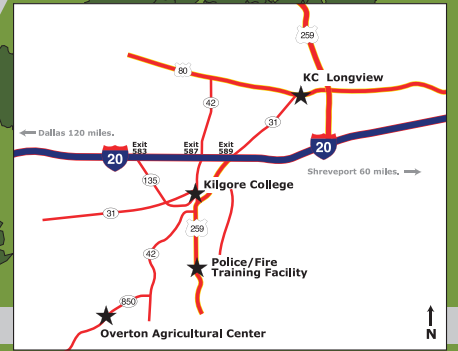 259
80
KC Longview
42
31
Dallas 120 miles.
Exit
583
Exit
587
Exit
589
20
20
135
Shreveport 60 miles.
Kilgore College
31
259
42
Police/Fire
Training Facility
850
Overton Agricultural Center
N